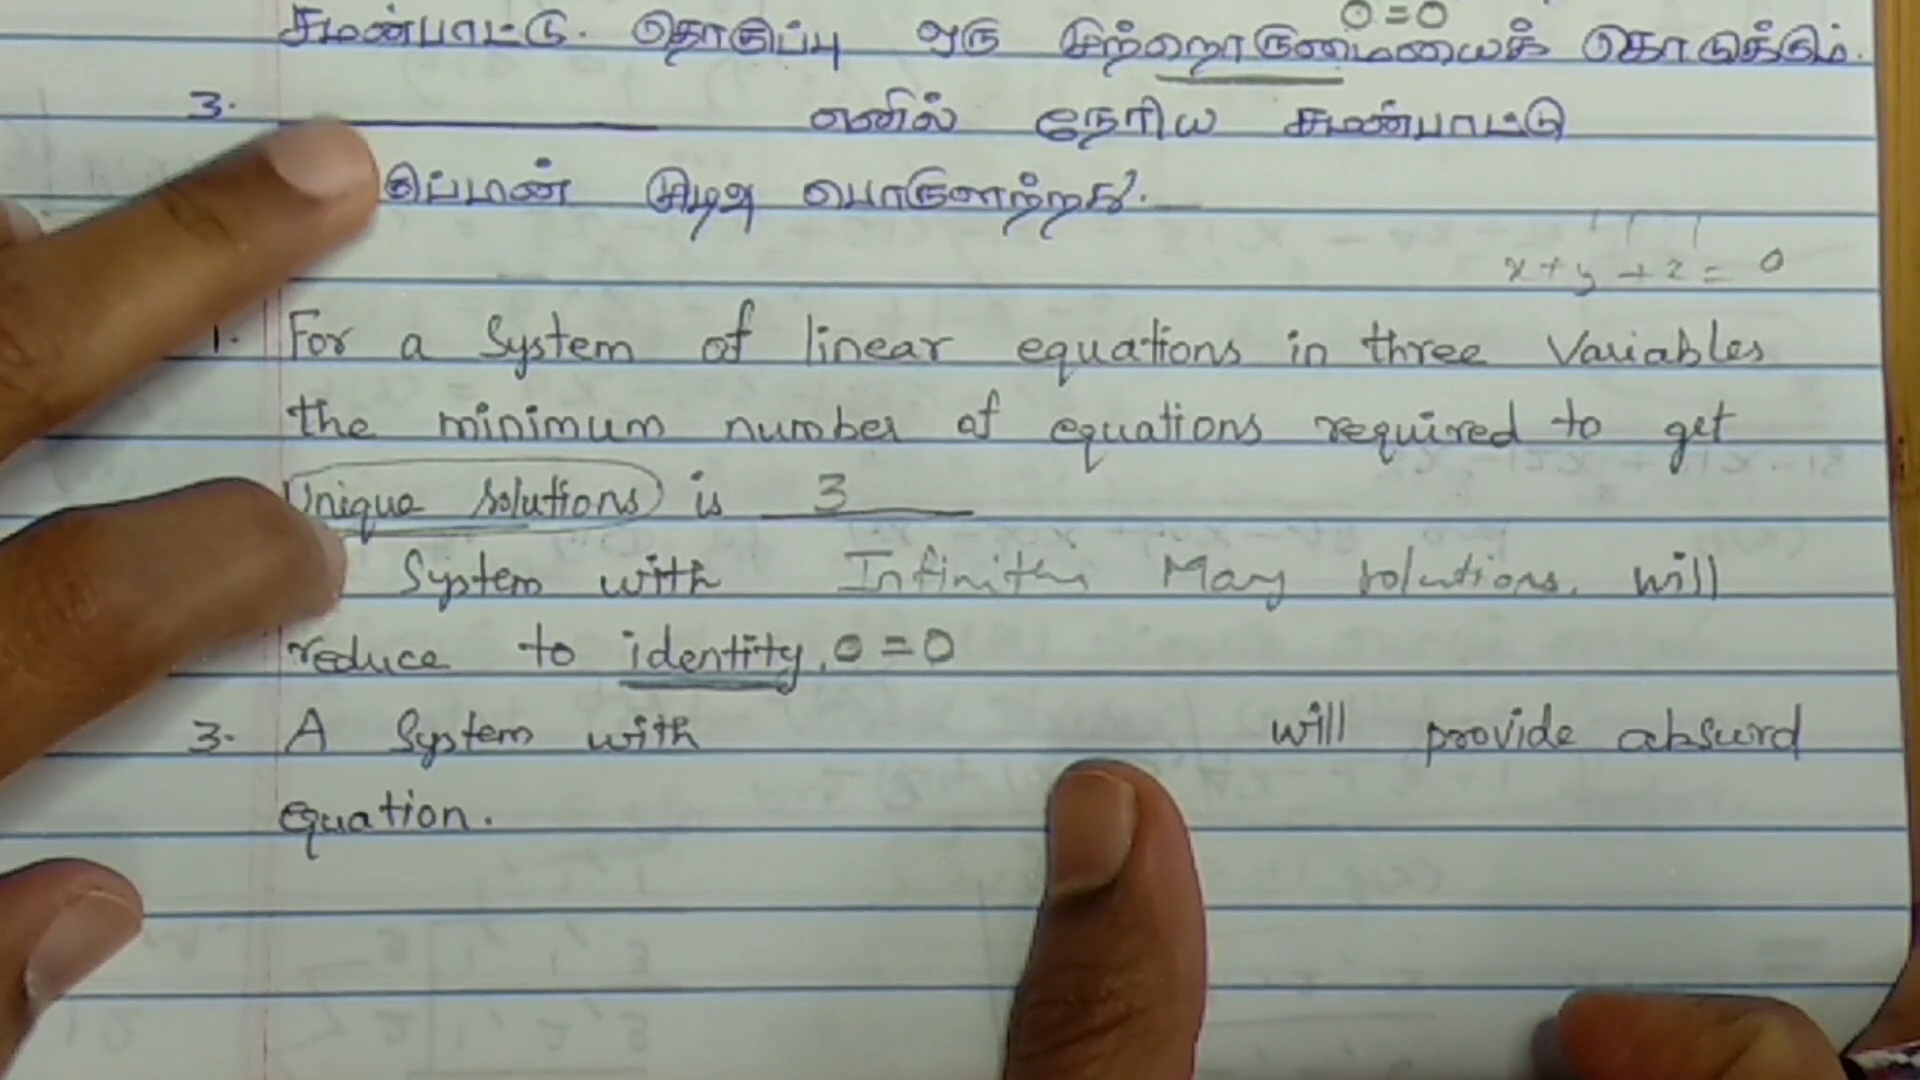 0=0
சமன்பாட்டு. தொகுப்பு ஒரு முற்றொருமையைக் கொடுக்கும்.
3. எனில் நேரிய சமன்பாட்டு
முடிவு பொருளற்றது.
x + y + z = 0
1. For a System of linear equations in three Variables
the minimum number of equations required to get
Unique solutions is 3
System with Infinitely Many solutions. will
reduce to identity. 0 = 0
3. A System with will provide absurd
equation.